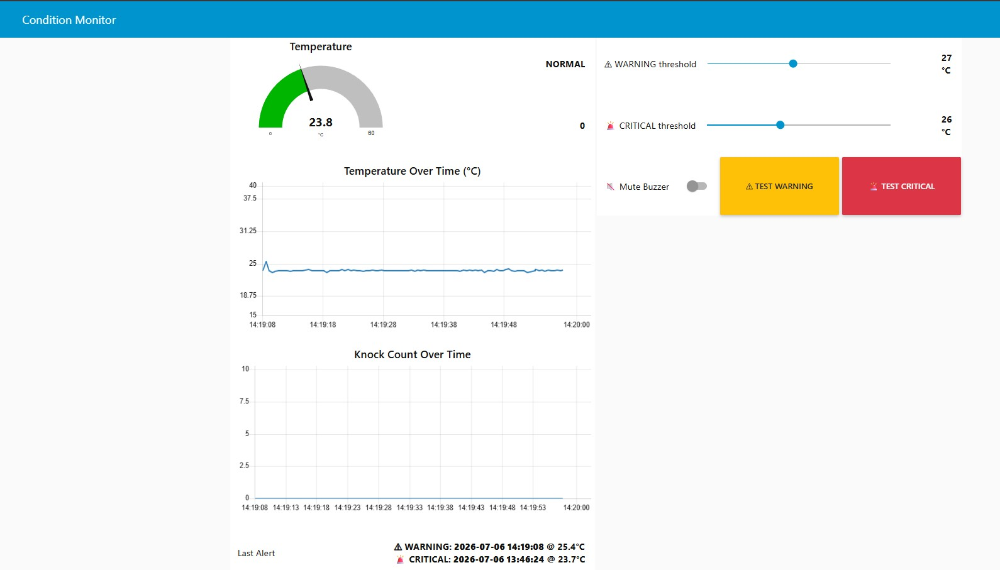 Condition Monitor
Temperature
NORMAL
23.8
°C
0
60
0
⚠ WARNING threshold
27
°C
🚨 CRITICAL threshold
26
°C
🔇 Mute Buzzer
⚠ TEST WARNING
🚨 TEST CRITICAL
Temperature Over Time (°C)
40
37.5
31.25
25
18.75
15
14:19:08 14:19:18 14:19:28 14:19:38 14:19:48 14:20:00
Knock Count Over Time
10
7.5
5
2.5
0
14:19:08 14:19:13 14:19:18 14:19:23 14:19:28 14:19:33 14:19:38 14:19:43 14:19:48 14:19:53 14:20:00
Last Alert
⚠ WARNING: 2026-07-06 14:19:08 @ 25.4°C
🚨 CRITICAL: 2026-07-06 13:46:24 @ 23.7°C